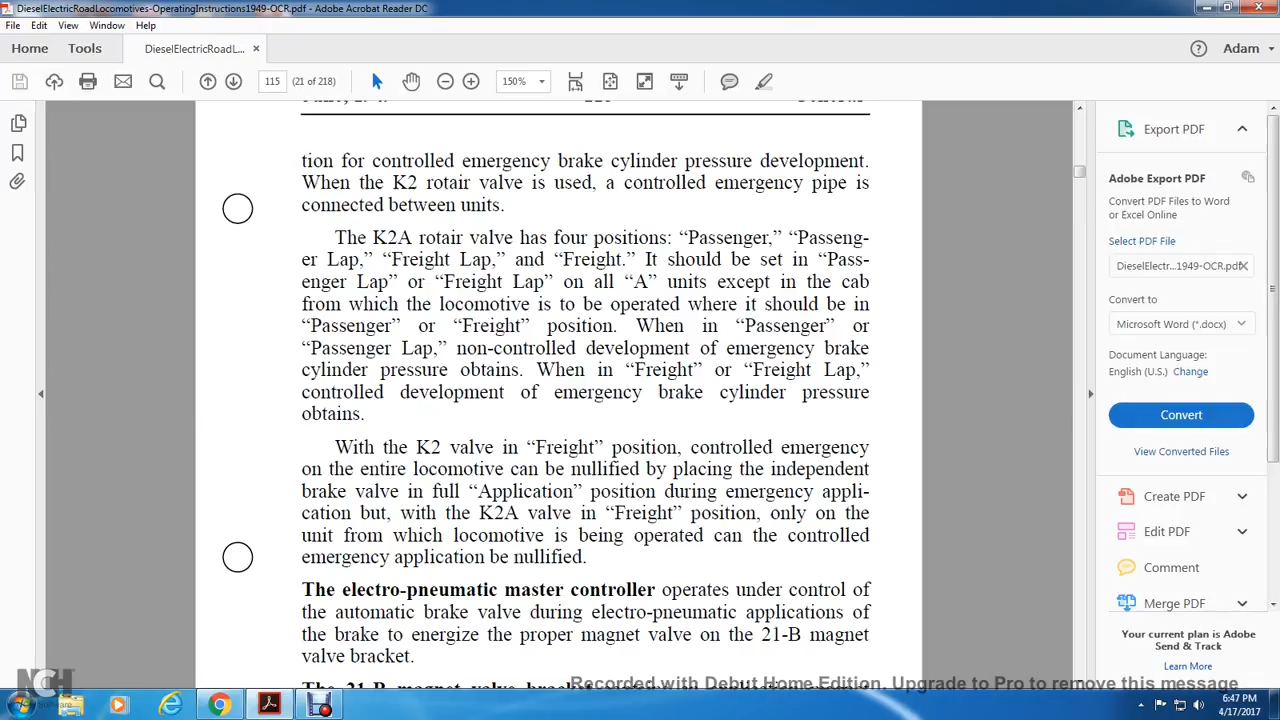 DieselElectricRoadLocomotives-OperatingInstructions1949-OCR.pdf - Adobe Acrobat Reader DC
File Edit View Window Help
Home Tools DieselElectricRoadL... × Adam
115 (21 of 218) 150%
tion for controlled emergency brake cylinder pressure development.
When the K2 rotair valve is used, a controlled emergency pipe is
connected between units.
The K2A rotair valve has four positions: “Passenger,” “Passeng-
er Lap,” “Freight Lap,” and “Freight.” It should be set in “Pass-
enger Lap” or “Freight Lap” on all “A” units except in the cab
from which the locomotive is to be operated where it should be in
“Passenger” or “Freight” position. When in “Passenger” or
“Passenger Lap,” non-controlled development of emergency brake
cylinder pressure obtains. When in “Freight” or “Freight Lap,”
controlled development of emergency brake cylinder pressure
obtains.
With the K2 valve in “Freight” position, controlled emergency
on the entire locomotive can be nullified by placing the independent
brake valve in full “Application” position during emergency appli-
cation but, with the K2A valve in “Freight” position, only on the
unit from which locomotive is being operated can the controlled
emergency application be nullified.
The electro-pneumatic master controller operates under control of
the automatic brake valve during electro-pneumatic applications of
the brake to energize the proper magnet valve on the 21-B magnet
valve bracket.
The 21-B magnet valve
Export PDF
Adobe Export PDF
Convert PDF Files to Word
or Excel Online
Select PDF File
DieselElectr...1949-OCR.pdf
Convert to
Microsoft Word (*.docx)
Document Language:
English (U.S.) Change
Convert
View Converted Files
Create PDF
Edit PDF
Comment
Merge PDF
Your current plan is Adobe
Send & Track
Learn More
NCH Software
Recorded with Debut Home Edition. Upgrade to Pro to remove this message
6:47 PM
4/17/2017